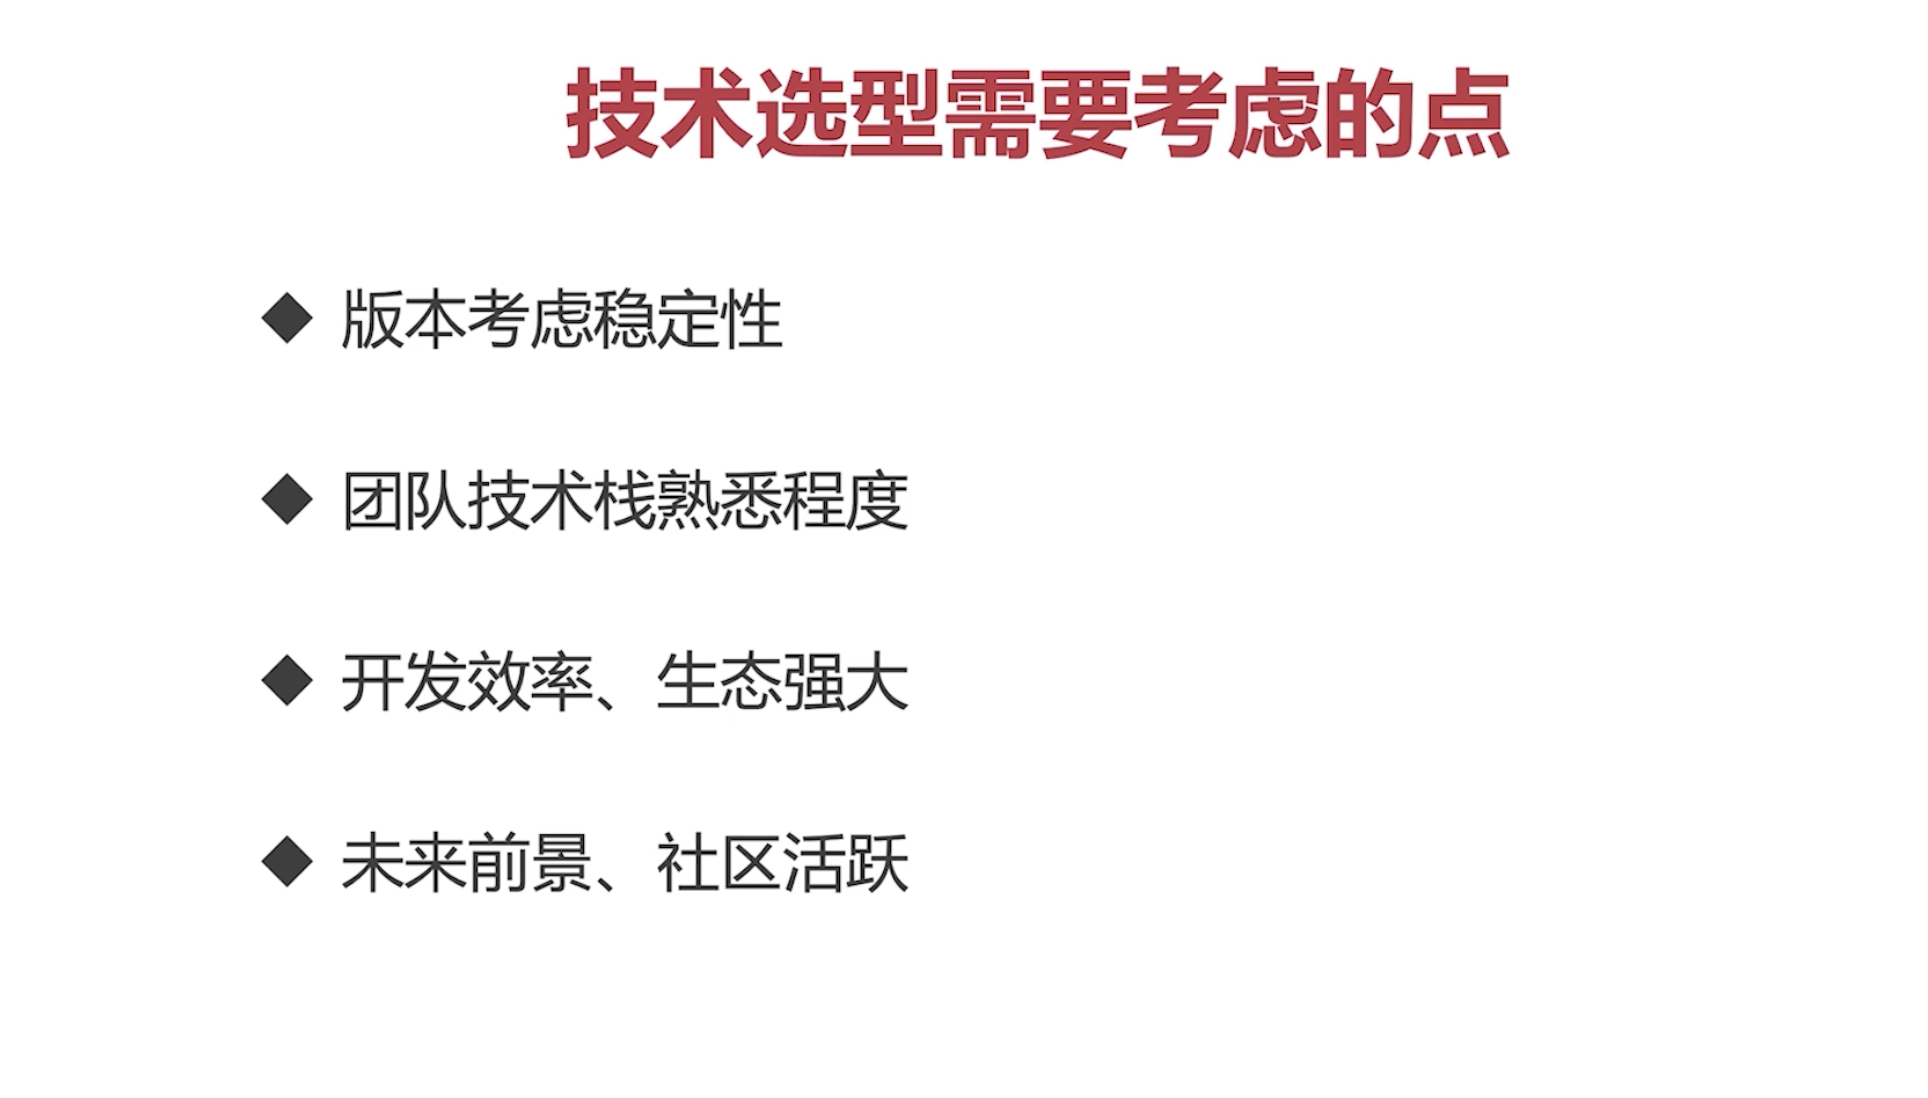 技术选型需要考虑的点
◆ 版本考虑稳定性
◆ 团队技术栈熟悉程度
◆ 开发效率、生态强大
◆ 未来前景、社区活跃